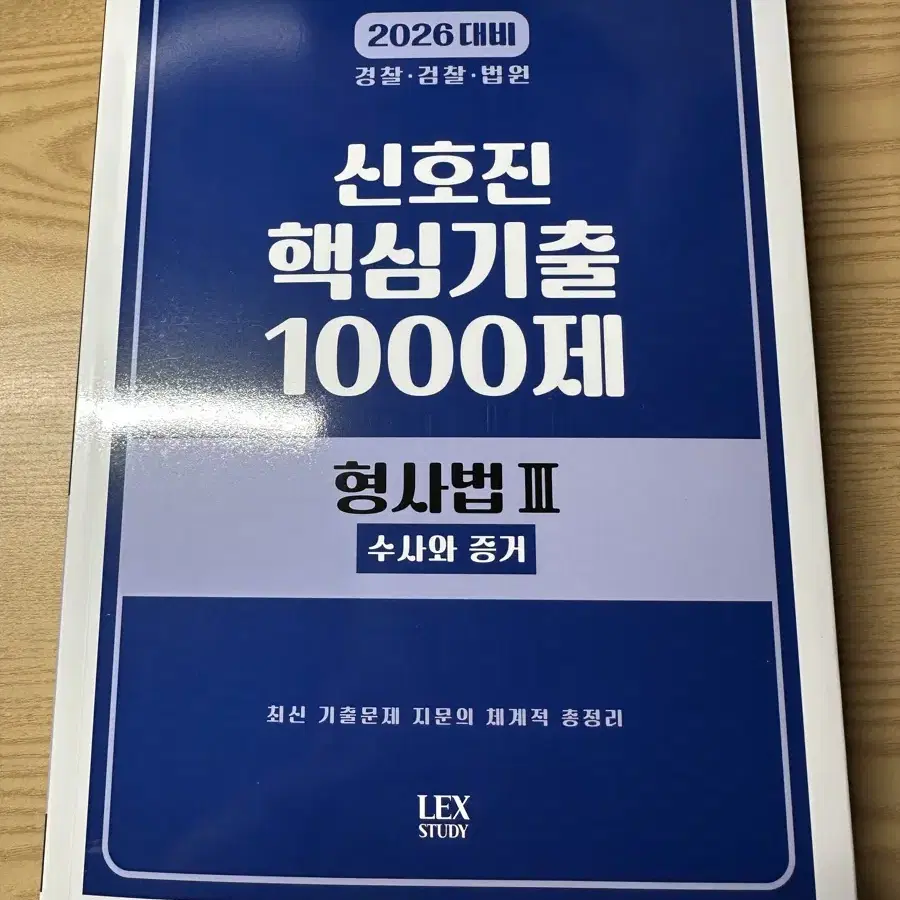 2026 대비
경찰·검찰·법원
신호진
핵심기출
1000제
형사법 Ⅲ
수사와 증거
최신 기출문제 지문의 체계적 총정리
LEX
STUDY